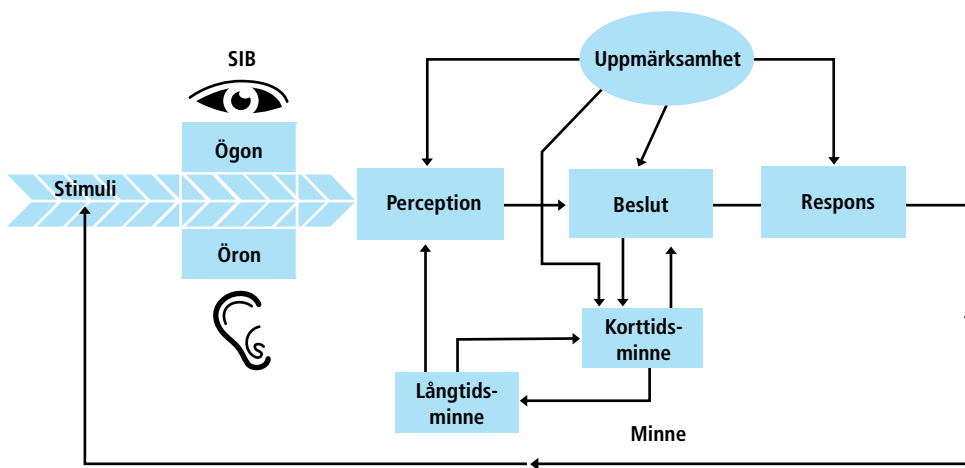 SIB
Uppmärksamhet
Ögon
Stimuli
Perception
Beslut
Respons
Öron
Korttids-
minne
Långtids-
minne
Minne